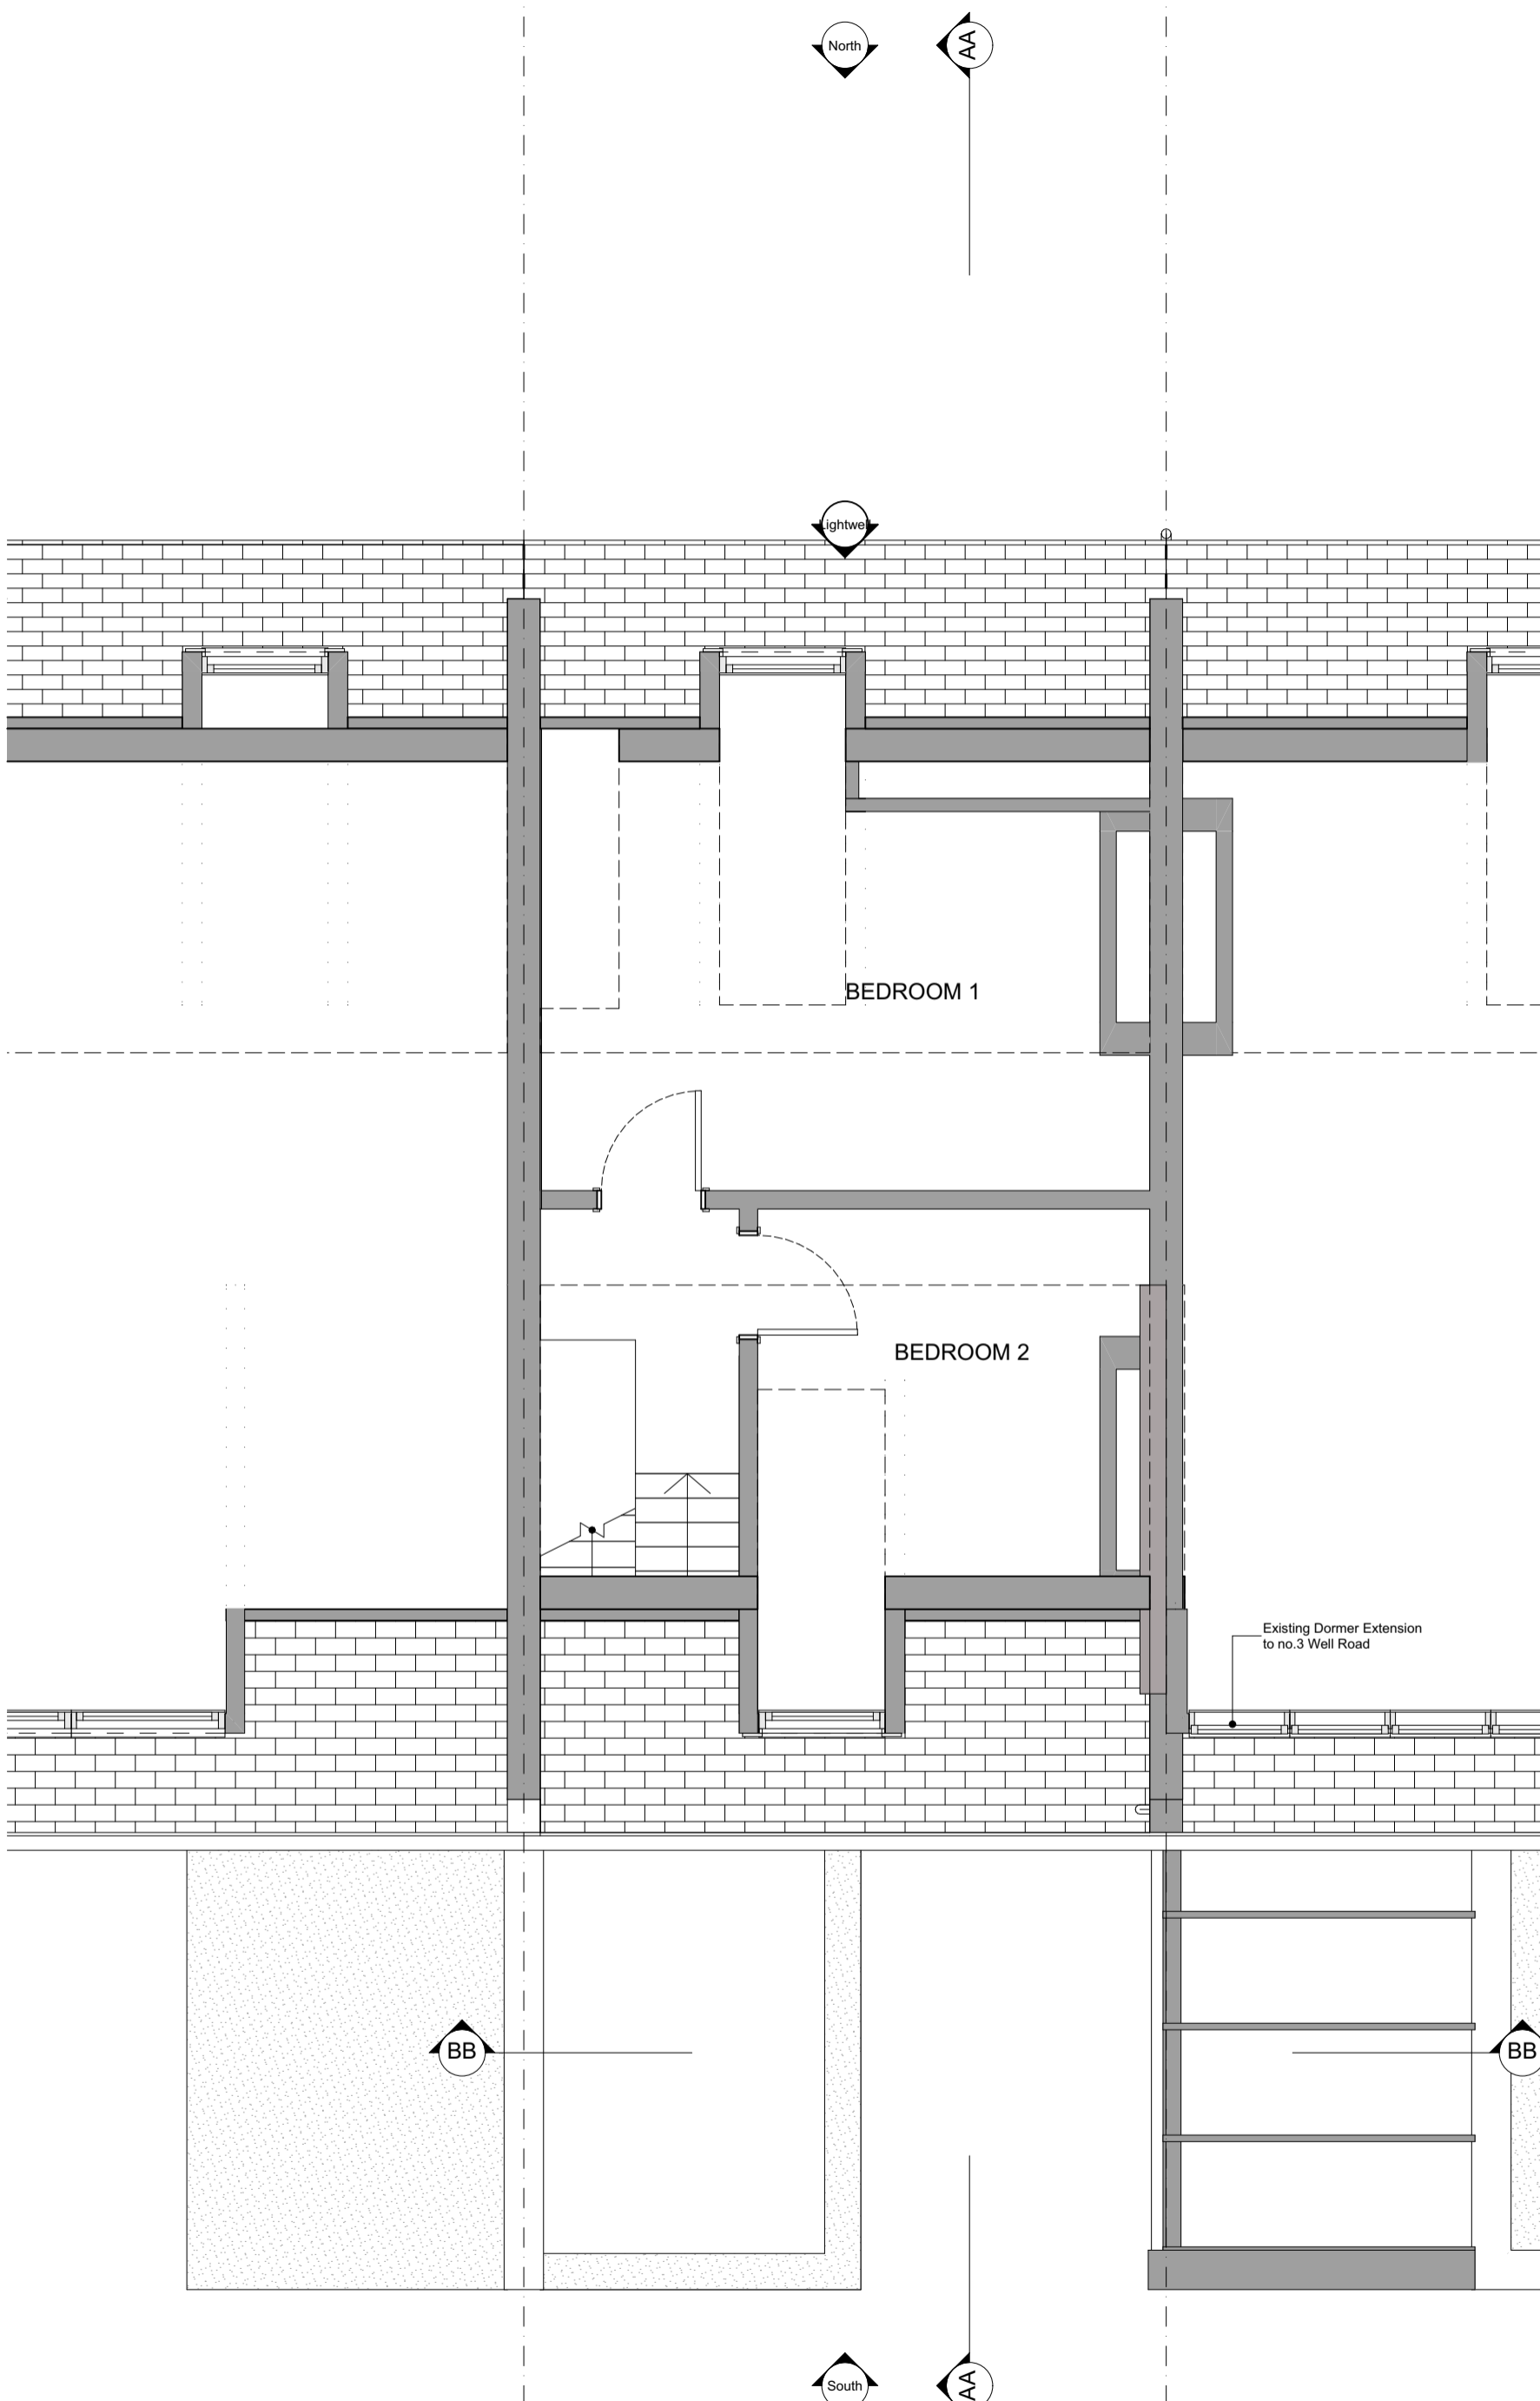 North
AA
Lightwell
BEDROOM 1
BEDROOM 2
Existing Dormer Extension
to no.3 Well Road
BB
BB
South
AA